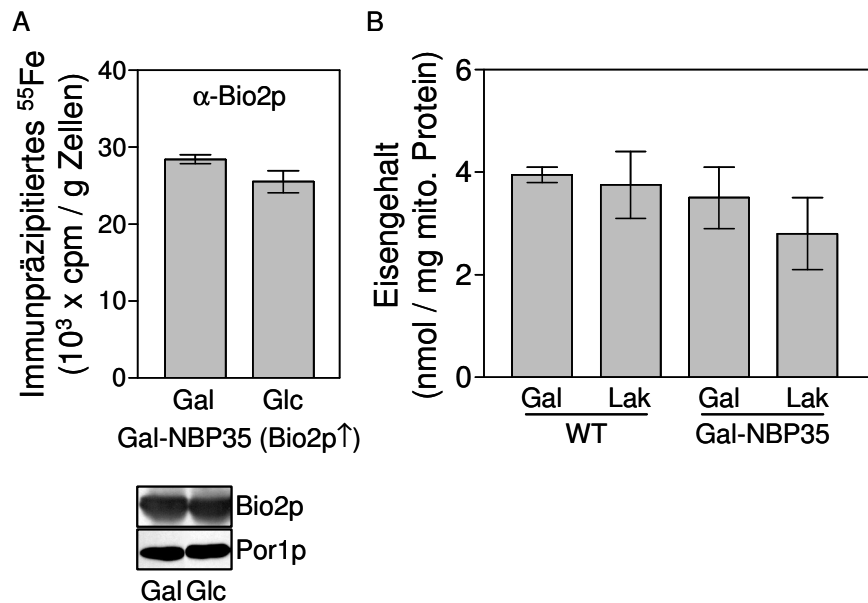 A
Immunpräzipitiertes ⁵⁵Fe
(10³ x cpm / g Zellen)
40
30
20
10
0
α-Bio2p
Gal Glc
Gal-NBP35 (Bio2p↑)
Bio2p
Por1p
Gal Glc
B
Eisengehalt
(nmol / mg mito. Protein)
6
4
2
0
Gal Lak Gal Lak
WT Gal-NBP35